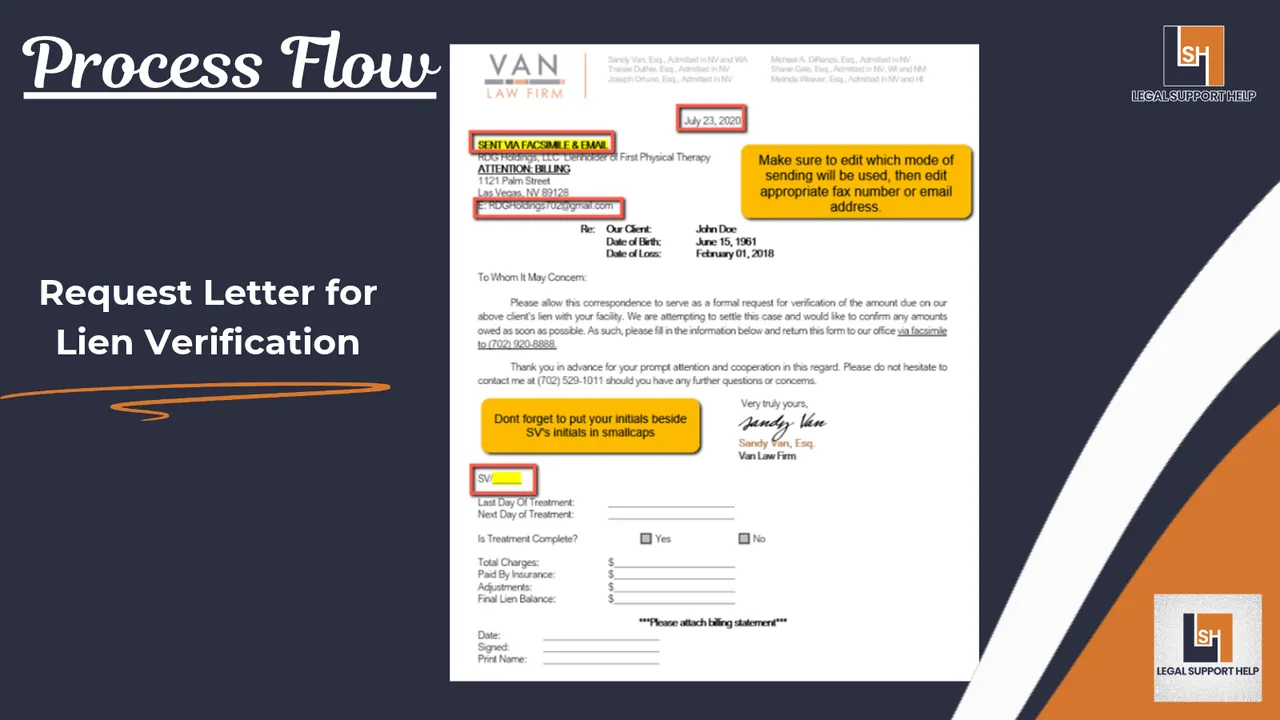 Process Flow
SH
LEGAL SUPPORT HELP
Request Letter for
Lien Verification
VAN
LAW FIRM
Sandy Van, Esq., Admitted in NV and WA
Tracee Duthie, Esq., Admitted in NV
Joseph Ortuno, Esq., Admitted in NV
Michael A. DiRenzo, Esq., Admitted in NV
Shane Gale, Esq., Admitted in NV, WI and NM
Melinda Weaver, Esq., Admitted in NV and HI
July 23, 2020
SENT VIA FACSIMILE & EMAIL
RDG Holdings, LLC Lienholder of First Physical Therapy
ATTENTION: BILLING
1121 Palm Street
Las Vegas, NV 89128
E: RDGHoldings702@gmail.com
Make sure to edit which mode of
sending will be used, then edit
appropriate fax number or email
address.
Re: Our Client: John Doe
Date of Birth: June 15, 1961
Date of Loss: February 01, 2018
To Whom It May Concern:
Please allow this correspondence to serve as a formal request for verification of the amount due on our
above client's lien with your facility. We are attempting to settle this case and would like to confirm any amounts
owed as soon as possible. As such, please fill in the information below and return this form to our office via facsimile
to (702) 920-8888.
Thank you in advance for your prompt attention and cooperation in this regard. Please do not hesitate to
contact me at (702) 529-1011 should you have any further questions or concerns.
Dont forget to put your initials beside
SV's initials in smallcaps
Very truly yours,
Sandy Van
Sandy Van, Esq.
Van Law Firm
SV/_____
Last Day Of Treatment: ____________________
Next Day of Treatment: ____________________
Is Treatment Complete? Yes No
Total Charges: $____________________
Paid By Insurance: $____________________
Adjustments: $____________________
Final Lien Balance: $____________________
***Please attach billing statement***
Date: ____________________
Signed: ____________________
Print Name: ____________________
SH
LEGAL SUPPORT HELP